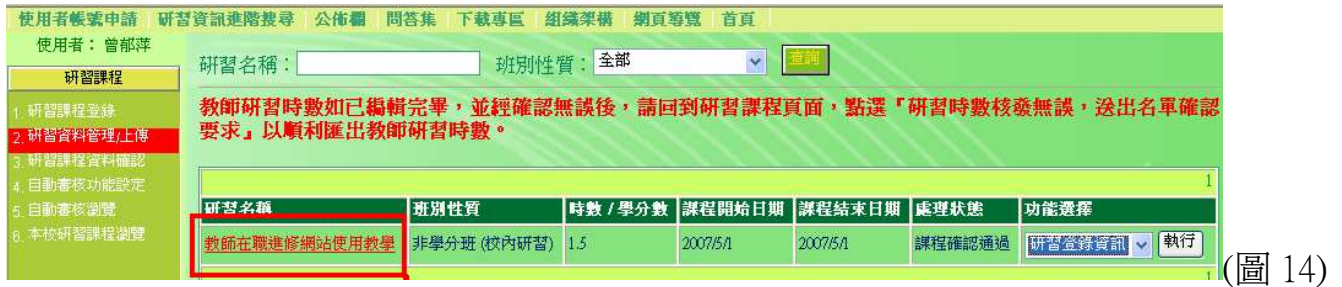 使用者帳號申請 研習資訊進階搜尋 公佈欄 問答集 下載專區 組織架構 網頁導覽 首頁
使用者：曾郁萍
研習課程
1. 研習課程登錄
2. 研習資料管理/上傳
3. 研習課程資料確認
4. 自動審核功能設定
5. 自動審核瀏覽
6. 本校研習課程瀏覽
研習名稱： 班別性質：全部 查詢
教師研習時數如已編輯完畢，並經確認無誤後，請回到研習課程頁面，點選『研習時數核發無誤，送出名單確認
要求』以順利匯出教師研習時數。
1
研習名稱 班別性質 時數 / 學分數 課程開始日期 課程結束日期 處理狀態 功能選擇
教師在職進修網站使用教學 非學分班 (校內研習) 1.5 2007/5/1 2007/5/1 課程確認通過 研習登錄資訊 執行
1
(圖 14)